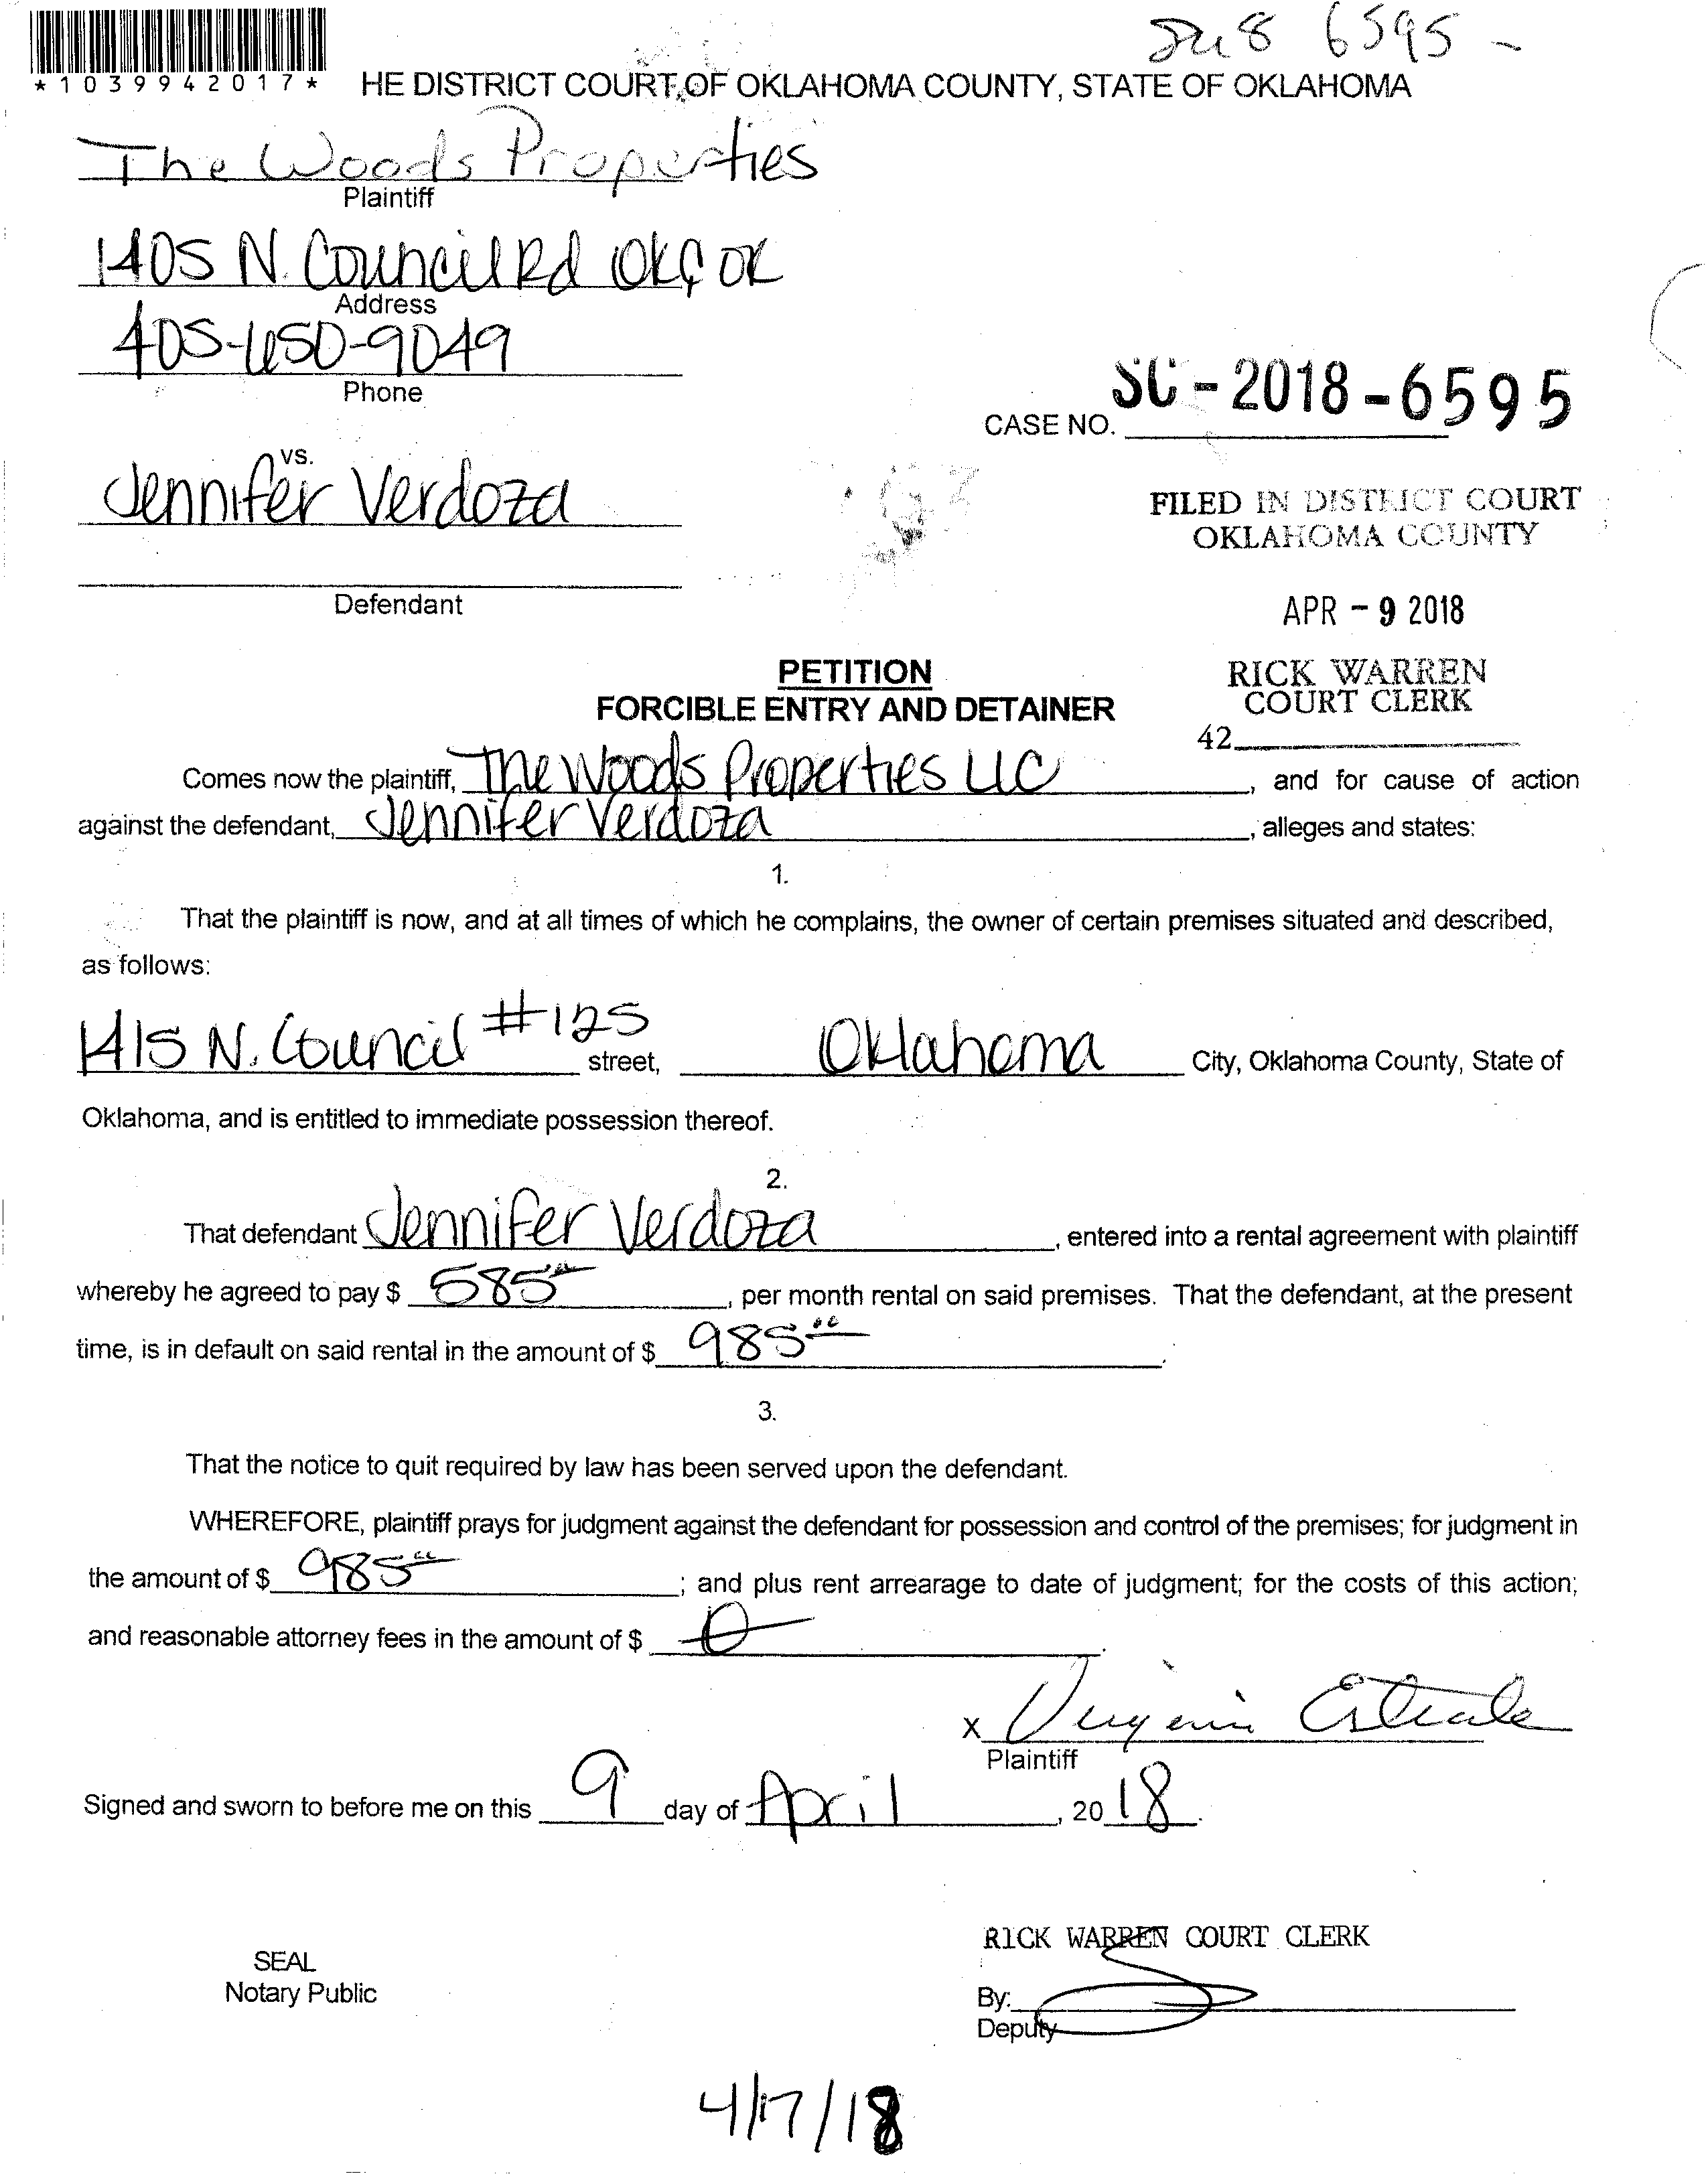 6595 -
*1039942017*
HE DISTRICT COURT OF OKLAHOMA COUNTY, STATE OF OKLAHOMA
The Woods Properties
Plaintiff
1405 N. Council Rd OKC OK
Address
405-650-9049
Phone
SC - 2018 - 6595
CASE NO.
vs.
Jennifer Verdoza
FILED IN DISTRICT COURT
OKLAHOMA COUNTY
Defendant
APR - 9 2018
PETITION
FORCIBLE ENTRY AND DETAINER
RICK WARREN
COURT CLERK
42
Comes now the plaintiff, The Woods Properties LLC, and for cause of action
against the defendant, Jennifer Verdoza, alleges and states:
1.
That the plaintiff is now, and at all times of which he complains, the owner of certain premises situated and described,
as follows:
1415 N. Council #125 street, Oklahoma City, Oklahoma County, State of
Oklahoma, and is entitled to immediate possession thereof.
2.
That defendant Jennifer Verdoza, entered into a rental agreement with plaintiff
whereby he agreed to pay $ 585 00, per month rental on said premises. That the defendant, at the present
time, is in default on said rental in the amount of $ 985 00.
3.
That the notice to quit required by law has been served upon the defendant.
WHEREFORE, plaintiff prays for judgment against the defendant for possession and control of the premises; for judgment in
the amount of $ 985 00; and plus rent arrearage to date of judgment; for the costs of this action;
and reasonable attorney fees in the amount of $ 0.
X
Plaintiff
Signed and sworn to before me on this 9 day of April, 2018.
RICK WARREN COURT CLERK
SEAL
Notary Public
By:
Deputy
4/17/18